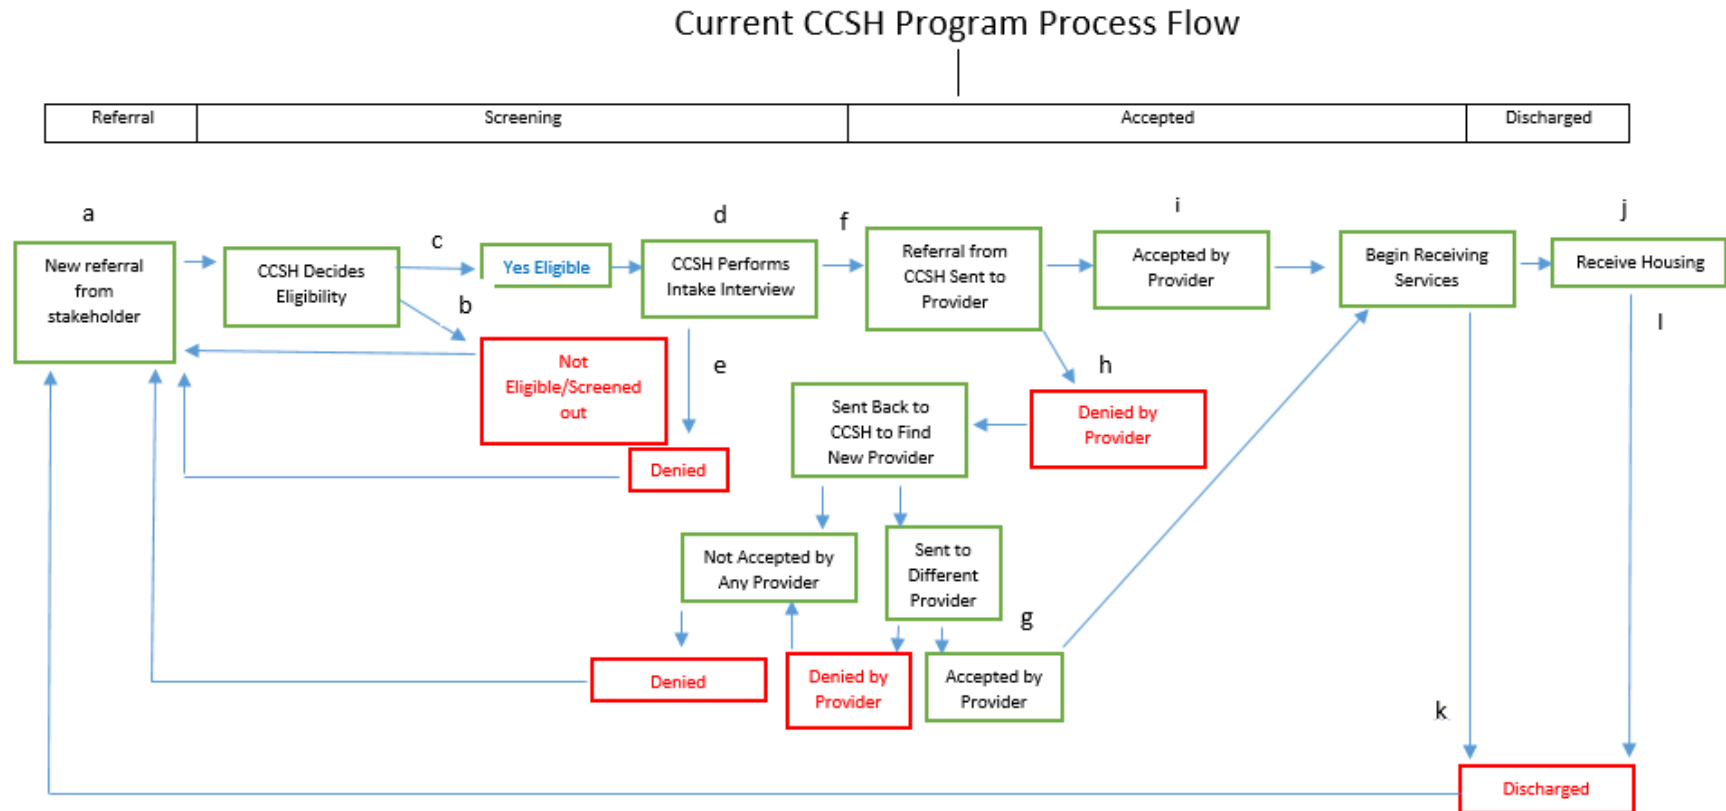 Current CCSH Program Process Flow
Referral
Screening
Accepted
Discharged
a
c
b
d
e
f
h
i
j
l
g
k
New referral
from
stakeholder
CCSH Decides
Eligibility
Yes Eligible
CCSH Performs
Intake Interview
Referral from
CCSH Sent to
Provider
Accepted by
Provider
Begin Receiving
Services
Receive Housing
Not
Eligible/Screened
out
Denied
Sent Back to
CCSH to Find
New Provider
Denied by
Provider
Not Accepted by
Any Provider
Sent to
Different
Provider
Denied
Denied by
Provider
Accepted by
Provider
Discharged